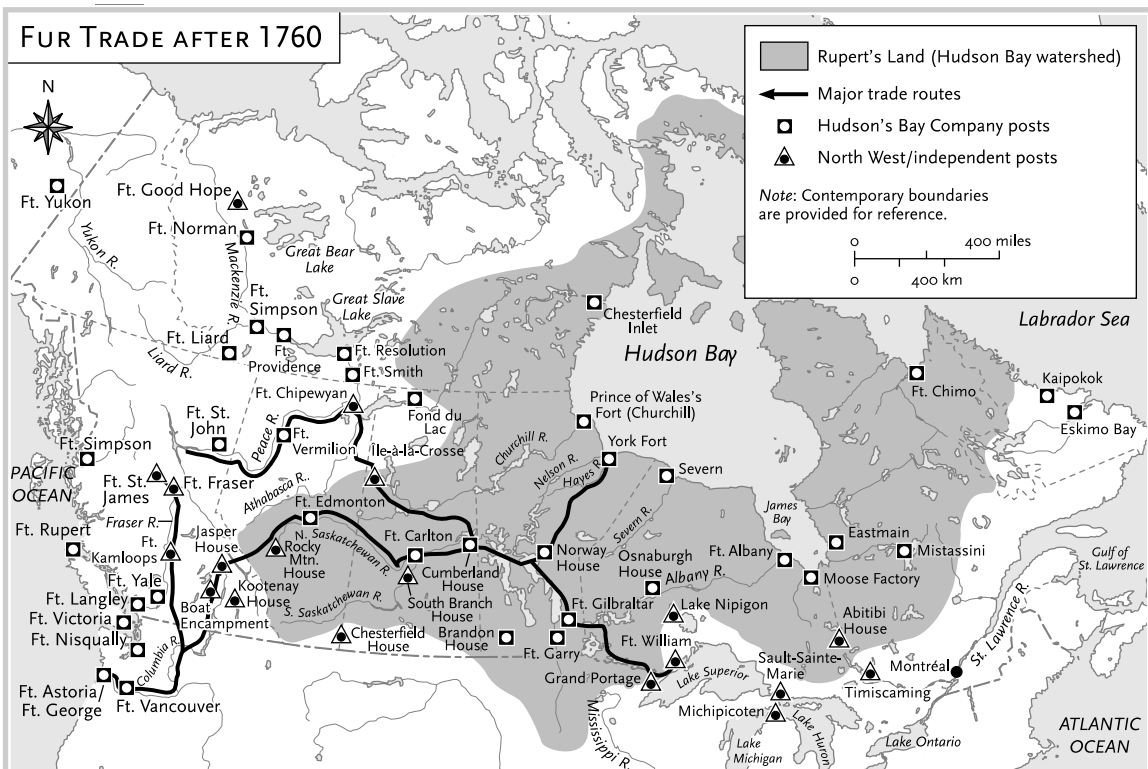 FUR TRADE AFTER 1760
Rupert's Land (Hudson Bay watershed)
Major trade routes
Hudson's Bay Company posts
North West/independent posts
Note: Contemporary boundaries
are provided for reference.
0
400 miles
0
400 km
N
Ft. Yukon
Yukon R.
Ft. Good Hope
Ft. Norman
Mackenzie R.
Great Bear
Lake
Great Slave
Lake
Ft.
Simpson
Ft. Liard
Liard R.
Ft.
Providence
Ft. Resolution
Ft. Smith
Ft. Chipewyan
Fond du
Lac
Chesterfield
Inlet
Hudson Bay
Labrador Sea
Ft. Chimo
Kaipokok
Eskimo Bay
Prince of Wales's
Fort (Churchill)
York Fort
Churchill R.
Nelson R.
Hayes R.
Severn
Severn R.
Ft. St.
John
Peace R.
Ft.
Vermilion
Île-à-la-Crosse
Ft. Simpson
PACIFIC
OCEAN
Ft. St.
James
Ft. Fraser
Athabasca R.
Fraser R.
Ft. Edmonton
N. Saskatchewan R.
Ft. Rupert
Ft.
Kamloops
Jasper
House
Rocky
Mtn.
House
Ft. Carlton
Cumberland
House
Norway
House
Osnaburgh
House
Albany R.
Ft. Albany
James
Bay
Eastmain
Mistassini
Moose Factory
Gulf of
St. Lawrence
Ft. Yale
Ft. Langley
Ft. Victoria
Ft. Nisqually
Boat
Encampment
Kootenay
House
S. Saskatchewan R.
South Branch
House
Chesterfield
House
Brandon
House
Ft. Gilbraltar
Ft. Garry
Lake Nipigon
Ft. William
Grand Portage
Lake Superior
Abitibi
House
Sault-Sainte-
Marie
Timiscaming
Montréal
St. Lawrence R.
Columbia R.
Ft. Astoria/
Ft. George
Ft. Vancouver
Mississippi R.
Michipicoten
Lake
Michigan
Lake Huron
Lake Ontario
ATLANTIC
OCEAN